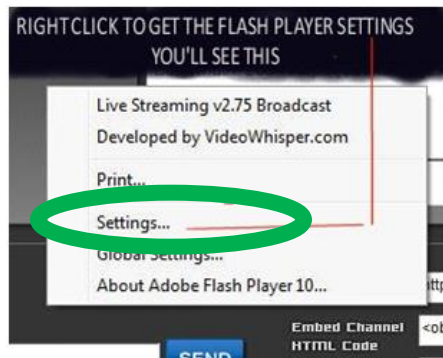 RIGHTCLICK TO GET THE FLASH PLAYER SETTINGS
YOU'LL SEE THIS
Live Streaming v2.75 Broadcast
Developed by VideoWhisper.com
Print...
Settings...
Global Settings...
About Adobe Flash Player 10...
Embed Channel
HTML Code
SEND